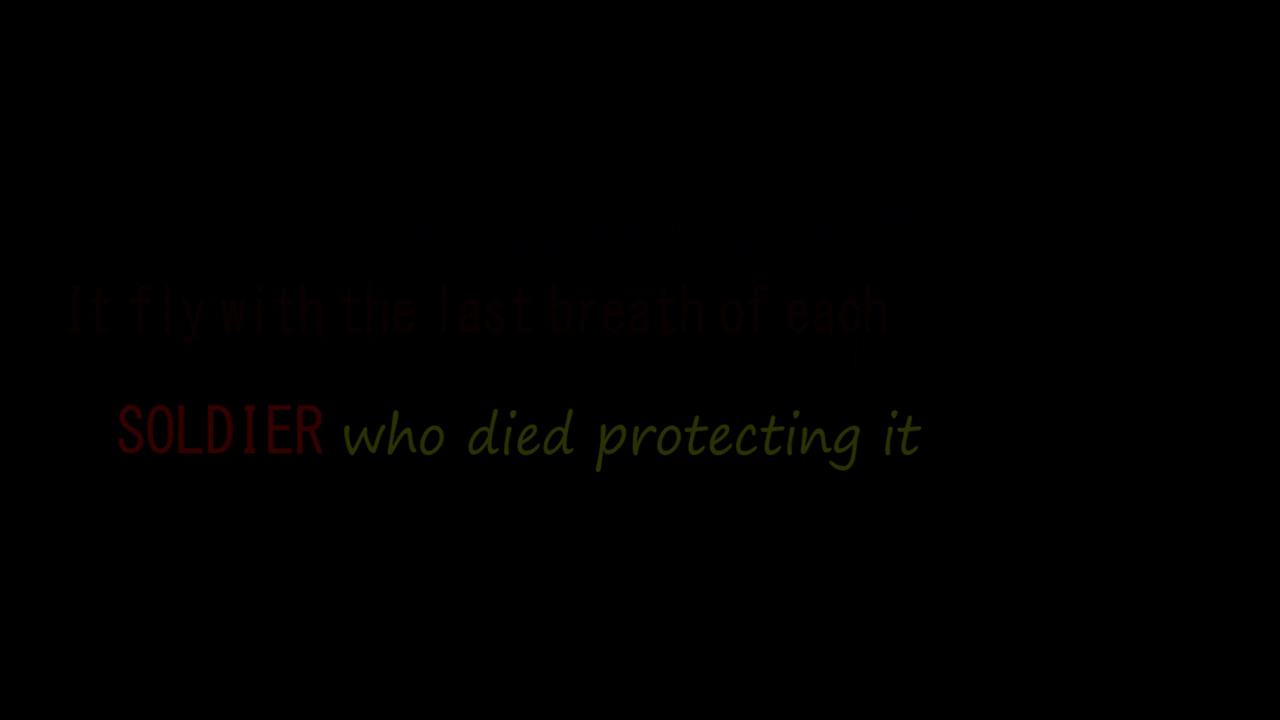 It fly with the last breath of each
SOLDIER who died protecting it